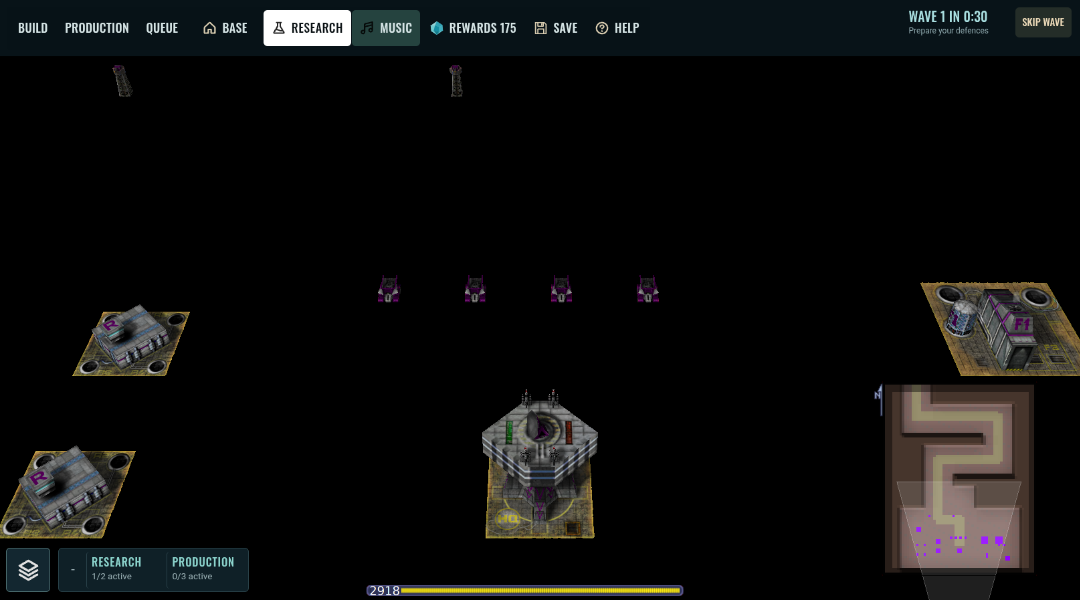 BUILD PRODUCTION QUEUE BASE RESEARCH MUSIC REWARDS 175 SAVE HELP
WAVE 1 IN 0:30
Prepare your defences
SKIP WAVE
R
F1
R
N
- RESEARCH PRODUCTION
1/2 active 0/3 active
2918